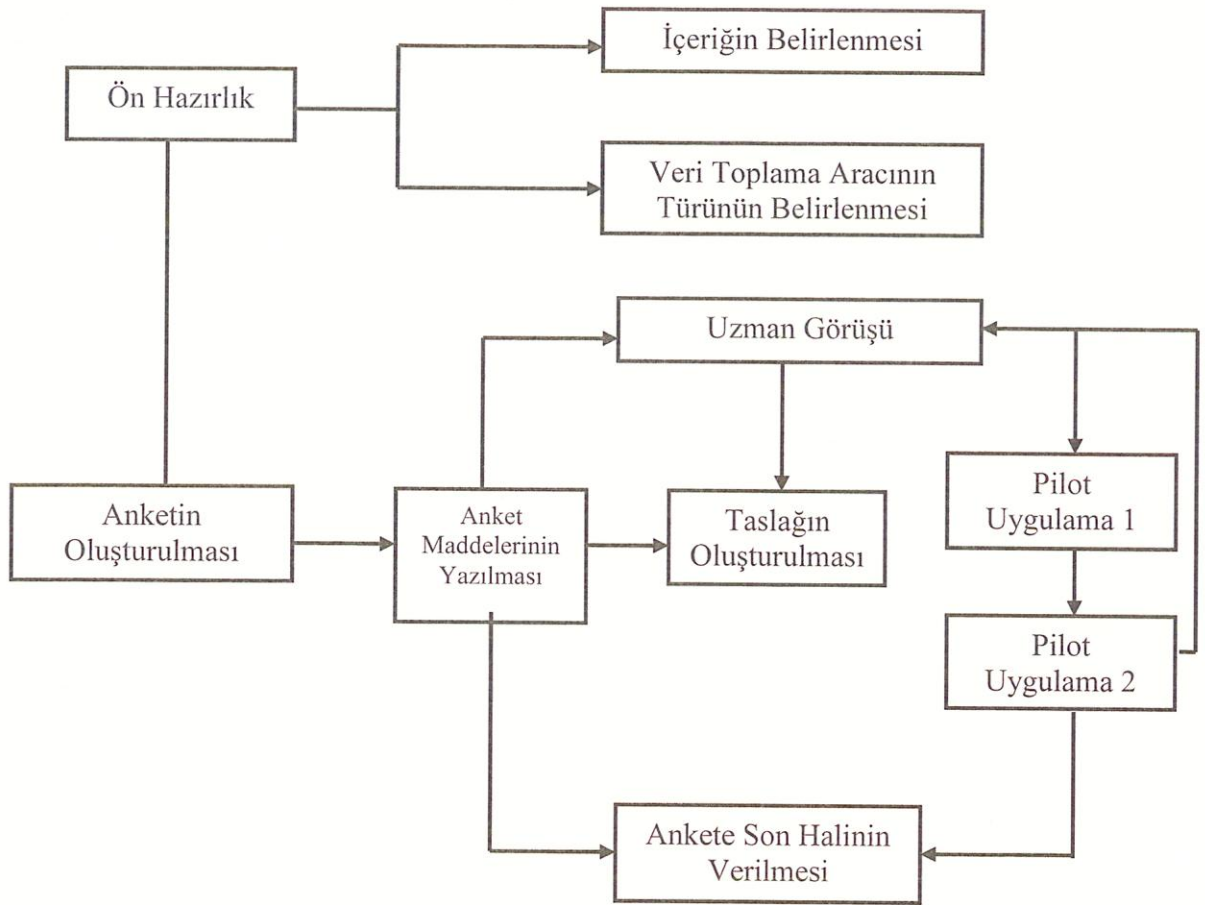 İçeriğin Belirlenmesi
Ön Hazırlık
Veri Toplama Aracının
Türünün Belirlenmesi
Uzman Görüşü
Anketin
Oluşturulması
Anket
Maddelerinin
Yazılması
Taslağın
Oluşturulması
Pilot
Uygulama 1
Pilot
Uygulama 2
Ankete Son Halinin
Verilmesi